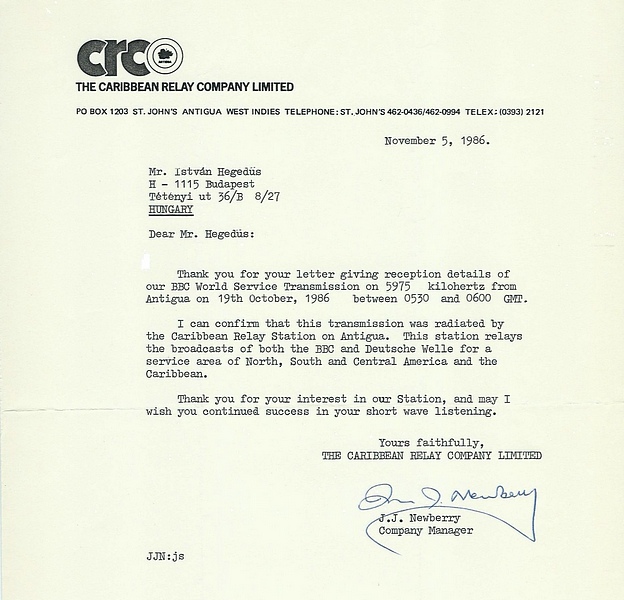 crc
THE CARIBBEAN RELAY COMPANY LIMITED
PO BOX 1203 ST. JOHN'S ANTIGUA WEST INDIES TELEPHONE: ST. JOHN'S 462-0436/462-0994 TELEX: (0393) 2121
November 5, 1986.
Mr. István Hegedüs
H - 1115 Budapest
Tétényi ut 36/B 8/27
HUNGARY
Dear Mr. Hegedüs:
Thank you for your letter giving reception details of
our BBC World Service Transmission on 5975 kilohertz from
Antigua on 19th October, 1986 between 0530 and 0600 GMT.
I can confirm that this transmission was radiated by
the Caribbean Relay Station on Antigua. This station relays
the broadcasts of both the BBC and Deutsche Welle for a
service area of North, South and Central America and the
Caribbean.
Thank you for your interest in our Station, and may I
wish you continued success in your short wave listening.
Yours faithfully,
THE CARIBBEAN RELAY COMPANY LIMITED
J. Newberry
J.J. Newberry
Company Manager
JJN:js